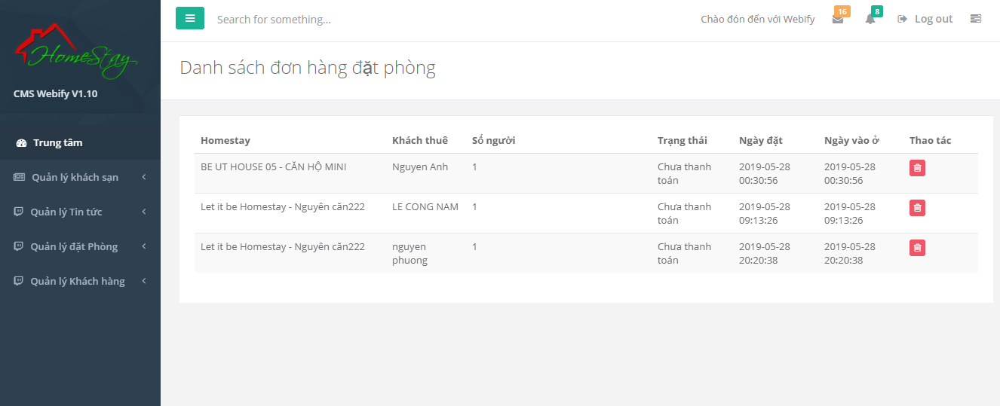 HomeStay
CMS Webify V1.10
Trung tâm
Quản lý khách sạn
Quản lý Tin tức
Quản lý đặt Phòng
Quản lý Khách hàng
Search for something...
Chào đón đến với Webify
16
8
Log out
Danh sách đơn hàng đặt phòng
Homestay Khách thuê Số người Trạng thái Ngày đặt Ngày vào ở Thao tác
BE UT HOUSE 05 - CĂN HỘ MINI Nguyen Anh 1 Chưa thanh 2019-05-28 2019-05-28
toán 00:30:56 00:30:56
Let it be Homestay - Nguyên căn222 LE CONG NAM 1 Chưa thanh 2019-05-28 2019-05-28
toán 09:13:26 09:13:26
Let it be Homestay - Nguyên căn222 nguyen 1 Chưa thanh 2019-05-28 2019-05-28
phuong toán 20:20:38 20:20:38